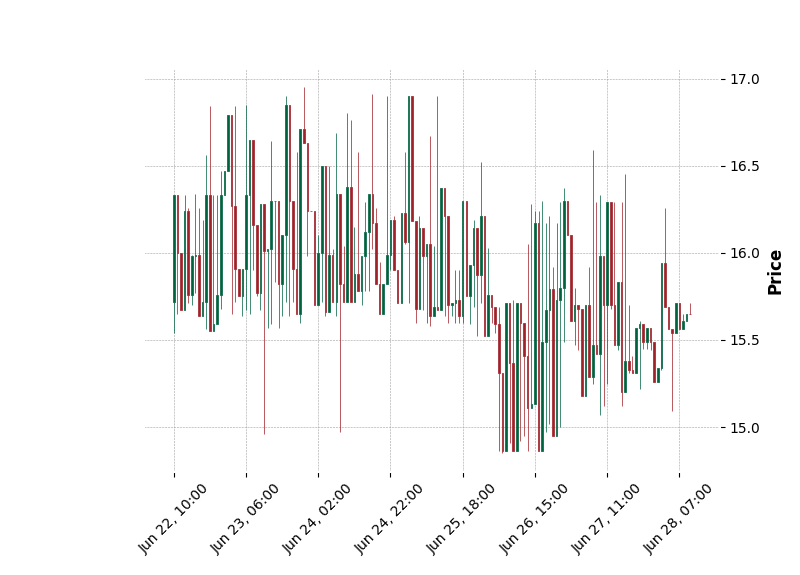 17.0
16.5
16.0
15.5
15.0
Price
Jun 22, 10:00
Jun 23, 06:00
Jun 24, 02:00
Jun 24, 22:00
Jun 25, 18:00
Jun 26, 15:00
Jun 27, 11:00
Jun 28, 07:00